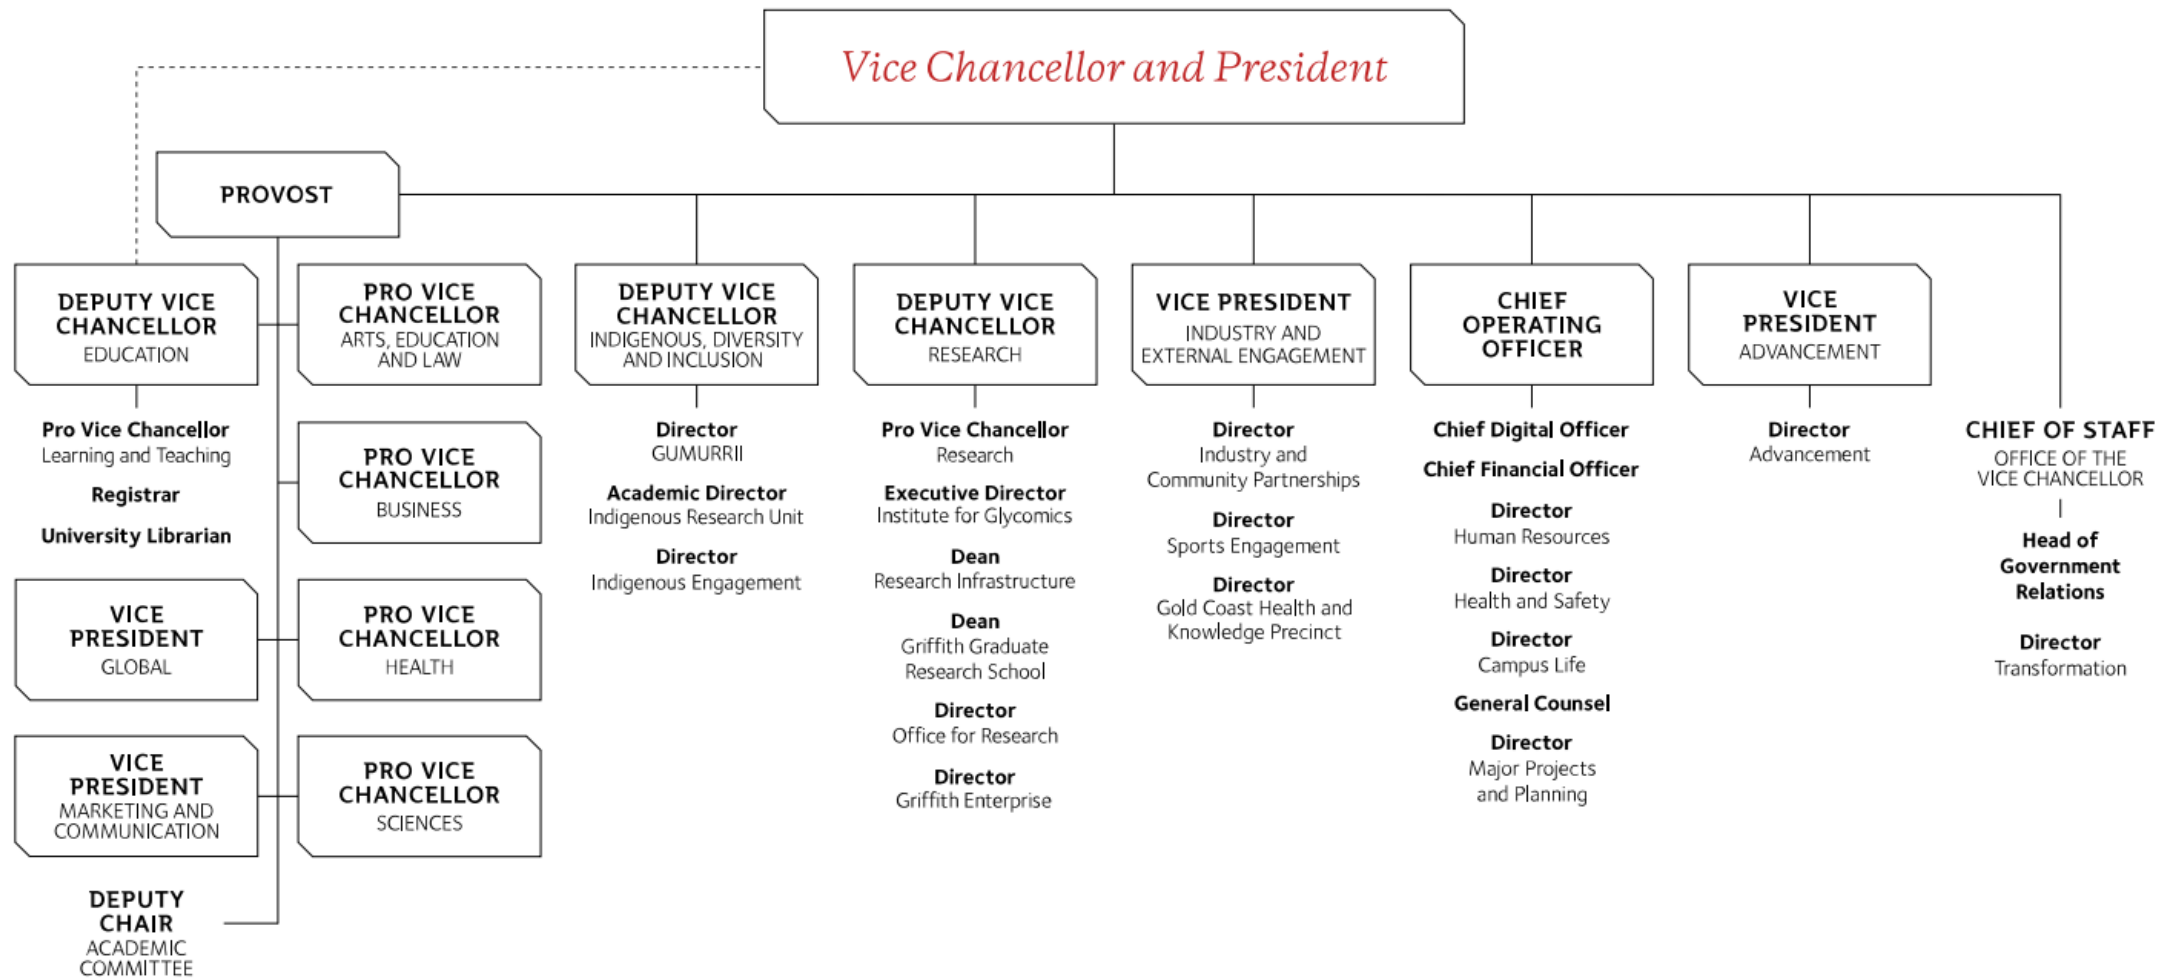 Vice Chancellor and President
PROVOST
DEPUTY VICE
CHANCELLOR
EDUCATION
Pro Vice Chancellor
Learning and Teaching
Registrar
University Librarian
VICE
PRESIDENT
GLOBAL
VICE
PRESIDENT
MARKETING AND
COMMUNICATION
DEPUTY
CHAIR
ACADEMIC
COMMITTEE
PRO VICE
CHANCELLOR
ARTS, EDUCATION
AND LAW
PRO VICE
CHANCELLOR
BUSINESS
PRO VICE
CHANCELLOR
HEALTH
PRO VICE
CHANCELLOR
SCIENCES
DEPUTY VICE
CHANCELLOR
INDIGENOUS, DIVERSITY
AND INCLUSION
Director
GUMURRII
Academic Director
Indigenous Research Unit
Director
Indigenous Engagement
DEPUTY VICE
CHANCELLOR
RESEARCH
Pro Vice Chancellor
Research
Executive Director
Institute for Glycomics
Dean
Research Infrastructure
Dean
Griffith Graduate
Research School
Director
Office for Research
Director
Griffith Enterprise
VICE PRESIDENT
INDUSTRY AND
EXTERNAL ENGAGEMENT
Director
Industry and
Community Partnerships
Director
Sports Engagement
Director
Gold Coast Health and
Knowledge Precinct
CHIEF
OPERATING
OFFICER
Chief Digital Officer
Chief Financial Officer
Director
Human Resources
Director
Health and Safety
Director
Campus Life
General Counsel
Director
Major Projects
and Planning
VICE
PRESIDENT
ADVANCEMENT
Director
Advancement
CHIEF OF STAFF
OFFICE OF THE
VICE CHANCELLOR
Head of
Government
Relations
Director
Transformation